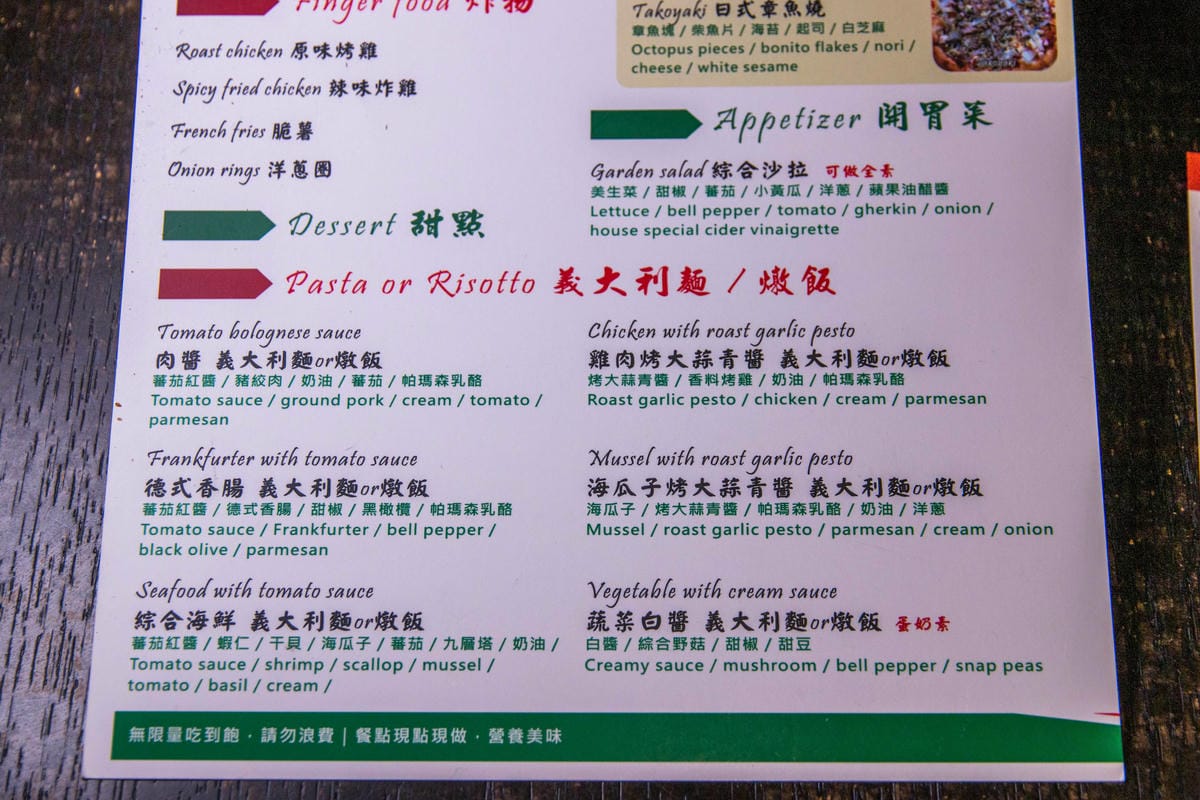 Finger food 炸物
Roast chicken 原味烤雞
Spicy fried chicken 辣味炸雞
French fries 脆薯
Onion rings 洋蔥圈
Dessert 甜點
Takoyaki 日式章魚燒
章魚塊 / 柴魚片 / 海苔 / 起司 / 白芝麻
Octopus pieces / bonito flakes / nori /
cheese / white sesame
Appetizer 開胃菜
Garden salad 綜合沙拉 可做全素
美生菜 / 甜椒 / 蕃茄 / 小黃瓜 / 洋蔥 / 蘋果油醋醬
Lettuce / bell pepper / tomato / gherkin / onion /
house special cider vinaigrette
Pasta or Risotto 義大利麵 / 燉飯
Tomato bolognese sauce
肉醬 義大利麵or燉飯
蕃茄紅醬 / 豬絞肉 / 奶油 / 蕃茄 / 帕瑪森乳酪
Tomato sauce / ground pork / cream / tomato /
parmesan
Frankfurter with tomato sauce
德式香腸 義大利麵or燉飯
蕃茄紅醬 / 德式香腸 / 甜椒 / 黑橄欖 / 帕瑪森乳酪
Tomato sauce / Frankfurter / bell pepper /
black olive / parmesan
Seafood with tomato sauce
綜合海鮮 義大利麵or燉飯
蕃茄紅醬 / 蝦仁 / 干貝 / 海瓜子 / 蕃茄 / 九層塔 / 奶油 /
Tomato sauce / shrimp / scallop / mussel /
tomato / basil / cream /
Chicken with roast garlic pesto
雞肉烤大蒜青醬 義大利麵or燉飯
烤大蒜青醬 / 香料烤雞 / 奶油 / 帕瑪森乳酪
Roast garlic pesto / chicken / cream / parmesan
Mussel with roast garlic pesto
海瓜子烤大蒜青醬 義大利麵or燉飯
海瓜子 / 烤大蒜青醬 / 帕瑪森乳酪 / 奶油 / 洋蔥
Mussel / roast garlic pesto / parmesan / cream / onion
Vegetable with cream sauce
蔬菜白醬 義大利麵or燉飯 蛋奶素
白醬 / 綜合野菇 / 甜椒 / 甜豆
Creamy sauce / mushroom / bell pepper / snap peas
無限量吃到飽．請勿浪費 | 餐點現點現做．營養美味